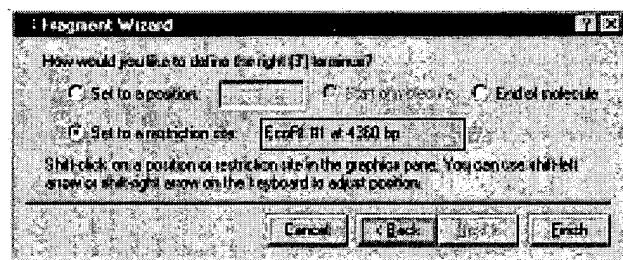 Fragment Wizard
How would you like to define the right (3') terminus?
Set to a position: Start of molecule End of molecule
Set to a restriction site: EcoRI #1 at 4360 bp
Shift-click on a position or restriction site in the graphics pane. You can use shift-left
arrow or shift-right arrow on the keyboard to adjust position.
Cancel < Back Next > Finish